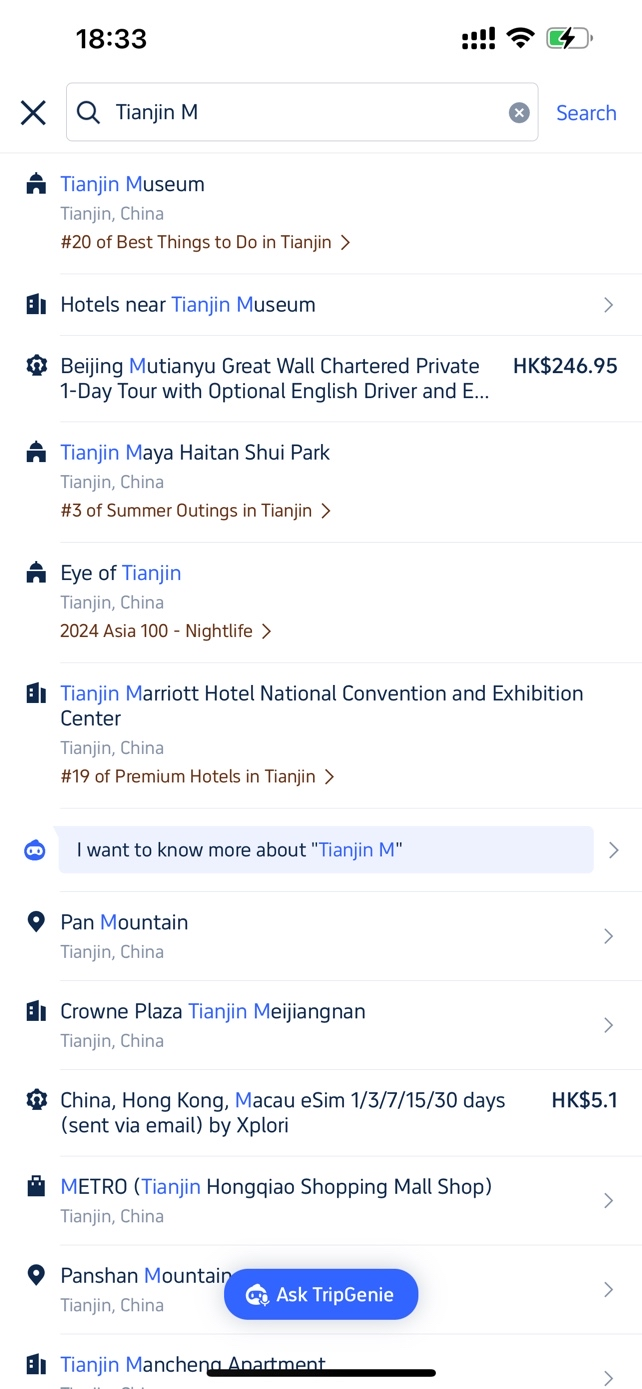 18:33
Tianjin M
Search
Tianjin Museum
Tianjin, China
#20 of Best Things to Do in Tianjin
Hotels near Tianjin Museum
Beijing Mutianyu Great Wall Chartered Private
HK$246.95
1-Day Tour with Optional English Driver and E...
Tianjin Maya Haitan Shui Park
Tianjin, China
#3 of Summer Outings in Tianjin
Eye of Tianjin
Tianjin, China
2024 Asia 100 - Nightlife
Tianjin Marriott Hotel National Convention and Exhibition
Center
Tianjin, China
#19 of Premium Hotels in Tianjin
I want to know more about "Tianjin M"
Pan Mountain
Tianjin, China
Crowne Plaza Tianjin Meijiangnan
Tianjin, China
China, Hong Kong, Macau eSim 1/3/7/15/30 days
HK$5.1
(sent via email) by Xplori
METRO (Tianjin Hongqiao Shopping Mall Shop)
Tianjin, China
Panshan Mountain
Tianjin, China
Ask TripGenie
Tianjin Mancheng Apartment